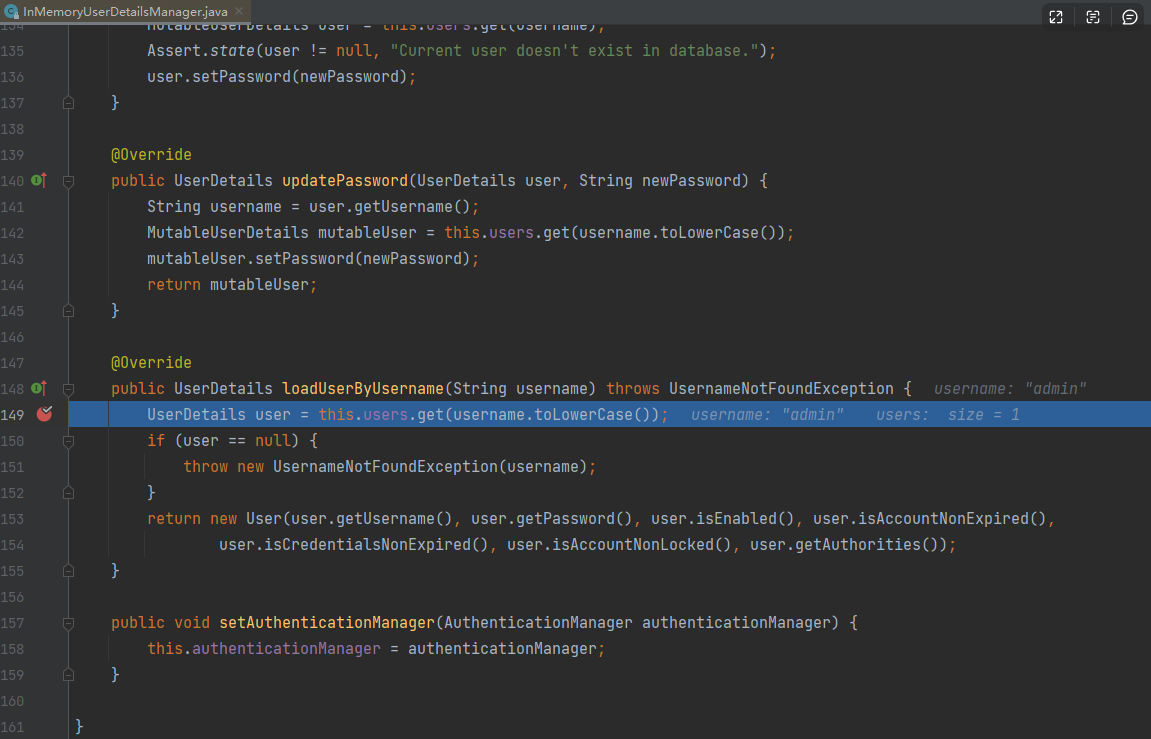 InMemoryUserDetailsManager.java
134 MutableUserDetails user = this.users.get(username);
135 Assert.state(user != null, "Current user doesn't exist in database.");
136 user.setPassword(newPassword);
137 }
138
139 @Override
140 public UserDetails updatePassword(UserDetails user, String newPassword) {
141 String username = user.getUsername();
142 MutableUserDetails mutableUser = this.users.get(username.toLowerCase());
143 mutableUser.setPassword(newPassword);
144 return mutableUser;
145 }
146
147 @Override
148 public UserDetails loadUserByUsername(String username) throws UsernameNotFoundException { username: "admin"
149 UserDetails user = this.users.get(username.toLowerCase()); username: "admin" users: size = 1
150 if (user == null) {
151 throw new UsernameNotFoundException(username);
152 }
153 return new User(user.getUsername(), user.getPassword(), user.isEnabled(), user.isAccountNonExpired(),
154 user.isCredentialsNonExpired(), user.isAccountNonLocked(), user.getAuthorities());
155 }
156
157 public void setAuthenticationManager(AuthenticationManager authenticationManager) {
158 this.authenticationManager = authenticationManager;
159 }
160
161 }